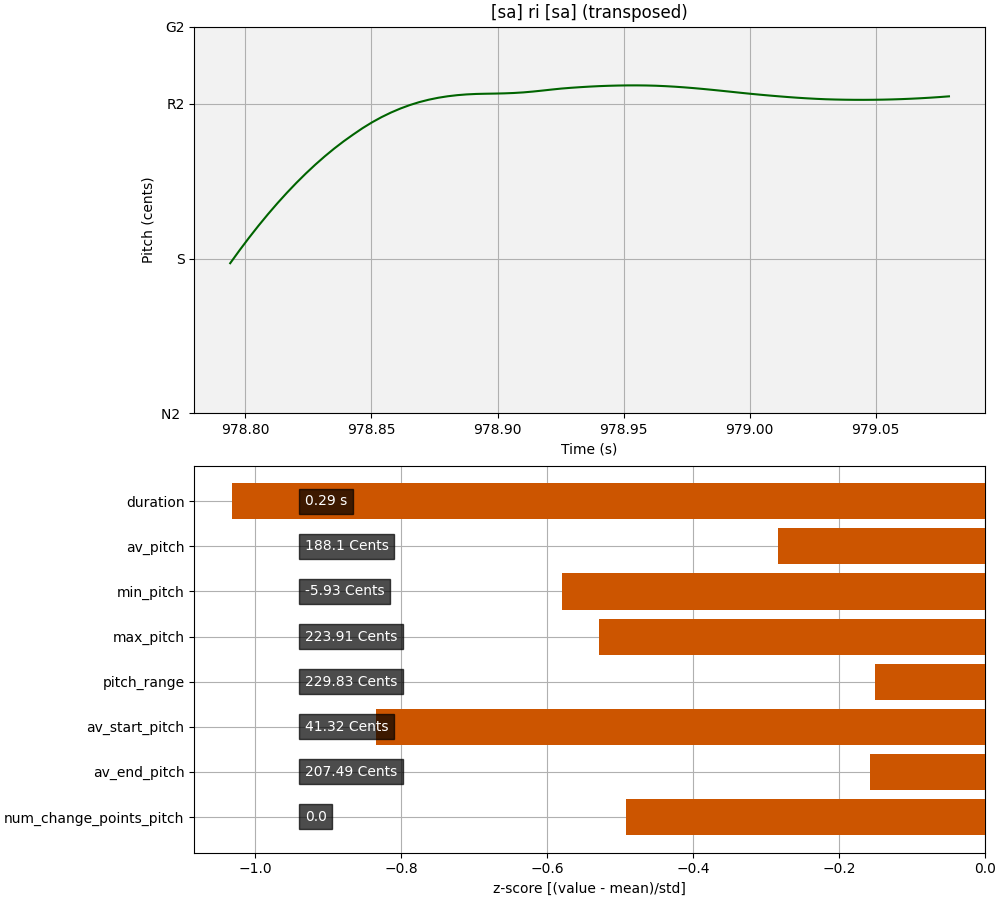 [sa] ri [sa] (transposed)
G2
R2
S
N2
Pitch (cents)
978.80 978.85 978.90 978.95 979.00 979.05
Time (s)
duration 0.29 s
av_pitch 188.1 Cents
min_pitch -5.93 Cents
max_pitch 223.91 Cents
pitch_range 229.83 Cents
av_start_pitch 41.32 Cents
av_end_pitch 207.49 Cents
num_change_points_pitch 0.0
−1.0 −0.8 −0.6 −0.4 −0.2 0.0
z-score [(value - mean)/std]